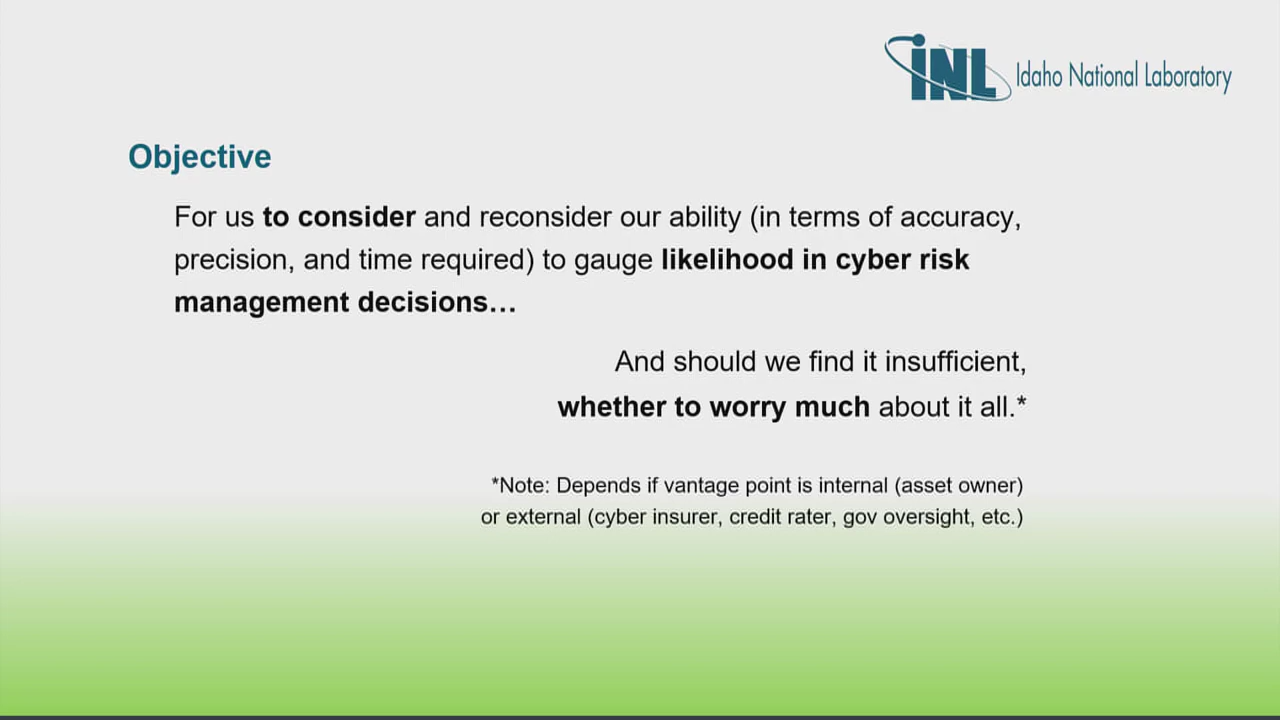 INL Idaho National Laboratory
Objective
For us to consider and reconsider our ability (in terms of accuracy,
precision, and time required) to gauge likelihood in cyber risk
management decisions…
And should we find it insufficient,
whether to worry much about it all.*
*Note: Depends if vantage point is internal (asset owner)
or external (cyber insurer, credit rater, gov oversight, etc.)